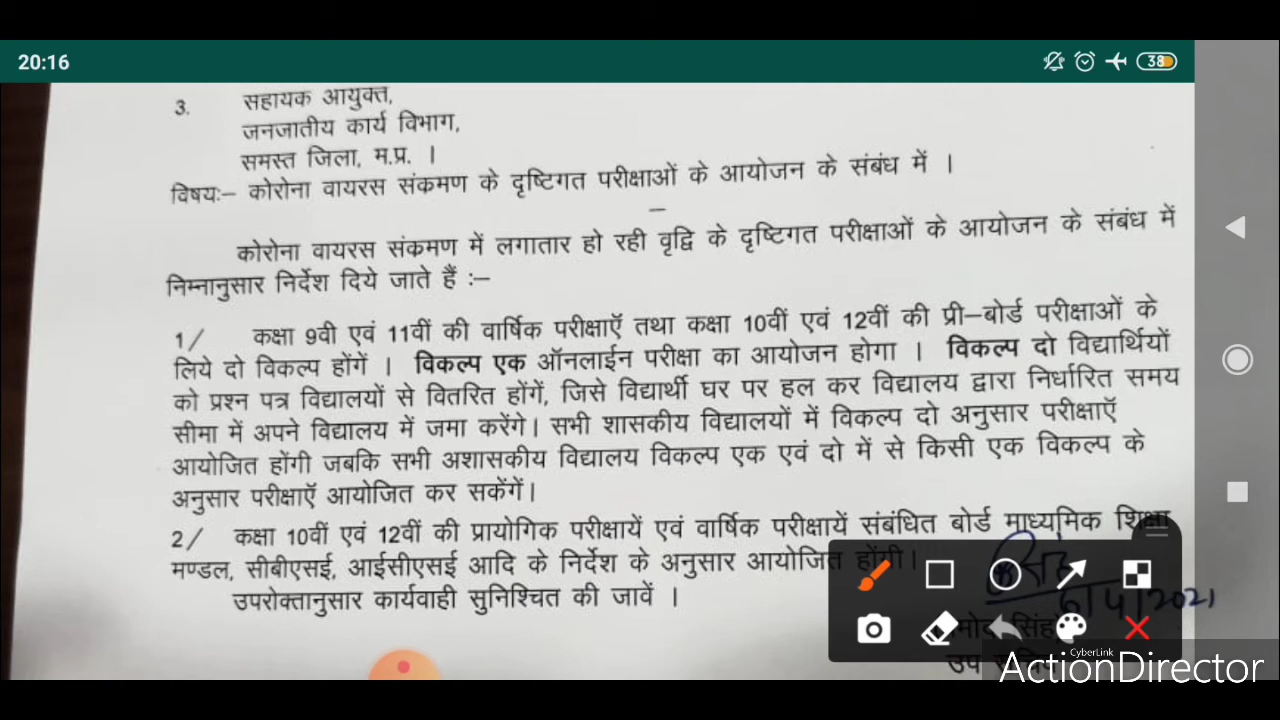 20:16
38
3. सहायक आयुक्त,
जनजातीय कार्य विभाग,
समस्त जिला, म.प्र. ।
विषयः– कोरोना वायरस संक्रमण के दृष्टिगत परीक्षाओं के आयोजन के संबंध में ।
–
कोरोना वायरस संक्रमण में लगातार हो रही वृद्वि के दृष्टिगत परीक्षाओं के आयोजन के संबंध में
निम्नानुसार निर्देश दिये जाते हैं :–
1/ कक्षा 9वी एवं 11वीं की वार्षिक परीक्षाऍ तथा कक्षा 10वीं एवं 12वीं की प्री–बोर्ड परीक्षाओं के
लिये दो विकल्प होंगें । विकल्प एक ऑनलाईन परीक्षा का आयोजन होगा । विकल्प दो विद्यार्थियों
को प्रश्न पत्र विद्यालयों से वितरित होंगें, जिसे विद्यार्थी घर पर हल कर विद्यालय द्वारा निर्धारित समय
सीमा में अपने विद्यालय में जमा करेंगे। सभी शासकीय विद्यालयों में विकल्प दो अनुसार परीक्षाऍ
आयोजित होंगी जबकि सभी अशासकीय विद्यालय विकल्प एक एवं दो में से किसी एक विकल्प के
अनुसार परीक्षाऍ आयोजित कर सकेंगें।
2/ कक्षा 10वीं एवं 12वीं की प्रायोगिक परीक्षायें एवं वार्षिक परीक्षायें संबंधित बोर्ड माध्यमिक शिक्षा
मण्डल, सीबीएसई, आईसीएसई आदि के निर्देश के अनुसार आयोजित होंगी।
उपरोक्तानुसार कार्यवाही सुनिश्चित की जावें ।
6/4/2021
सिंह
उप
CyberLink
ActionDirector